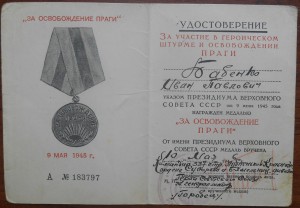 "ЗА ОСВОБОЖДЕНИЕ ПРАГИ"
9 МАЯ 1945 г.
А № 183797
УДОСТОВЕРЕНИЕ
ЗА УЧАСТИЕ В ГЕРОИЧЕСКОМ
ШТУРМЕ И ОСВОБОЖДЕНИИ
ПРАГИ
Бабенко
Иван Павлович
УКАЗОМ ПРЕЗИДИУМА ВЕРХОВНОГО
СОВЕТА СССР от 9 июня 1945 года
НАГРАЖДЕН МЕДАЛЬЮ
"ЗА ОСВОБОЖДЕНИЕ
ПРАГИ"
ОТ ИМЕНИ ПРЕЗИДИУМА ВЕРХОВНОГО
СОВЕТА СССР МЕДАЛЬ ВРУЧЕНА